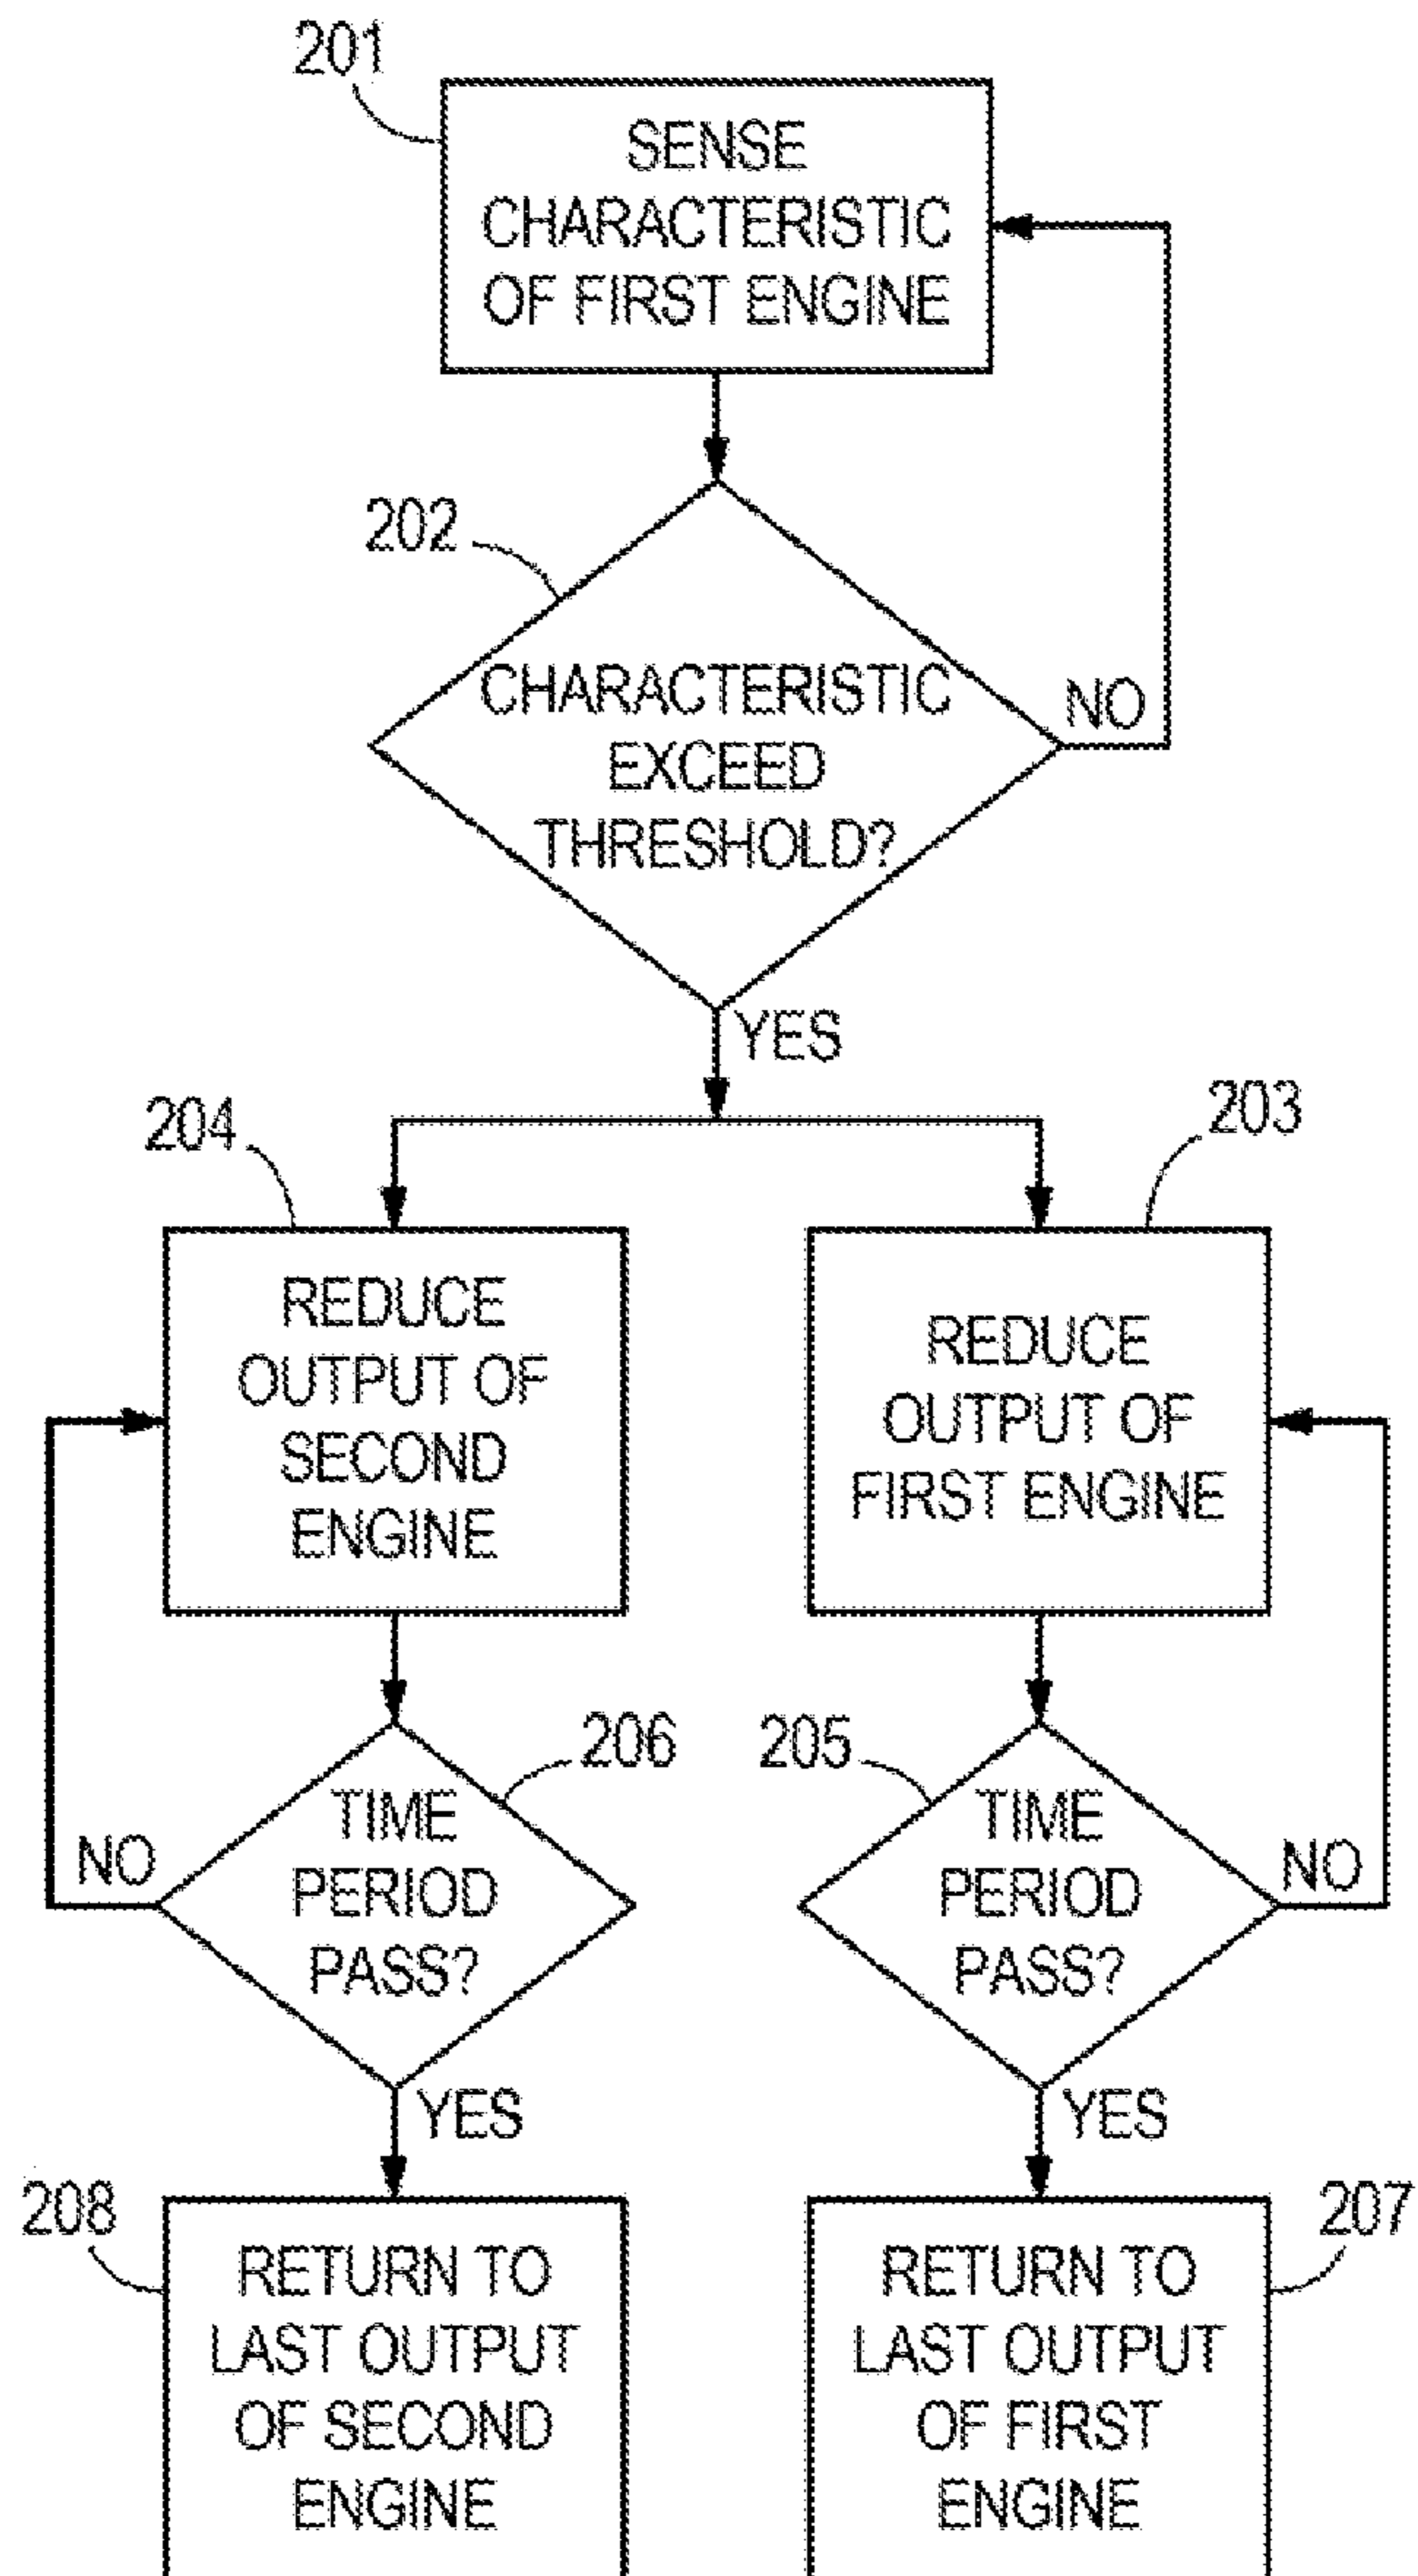 201
SENSE
CHARACTERISTIC
OF FIRST ENGINE
202
CHARACTERISTIC
EXCEED
THRESHOLD?
NO
YES
204
203
REDUCE
OUTPUT OF
SECOND
ENGINE
REDUCE
OUTPUT OF
FIRST ENGINE
206
205
TIME
PERIOD
PASS?
NO
TIME
PERIOD
PASS?
NO
YES
YES
208
207
RETURN TO
LAST OUTPUT
OF SECOND
ENGINE
RETURN TO
LAST OUTPUT
OF FIRST
ENGINE